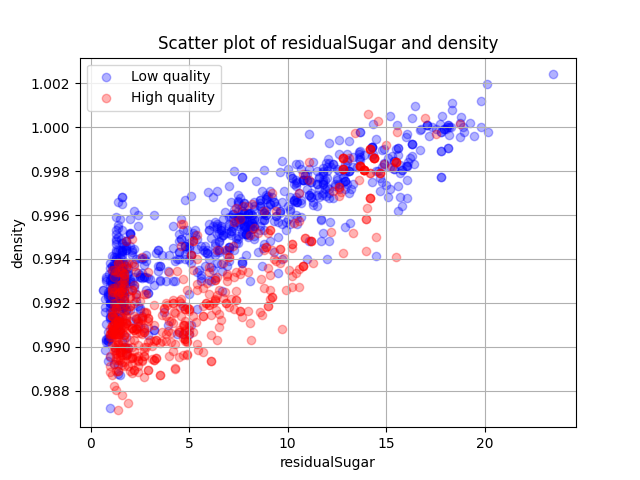 Scatter plot of residualSugar and density
Low quality
High quality
density
1.002
1.000
0.998
0.996
0.994
0.992
0.990
0.988
0
5
10
15
20
residualSugar